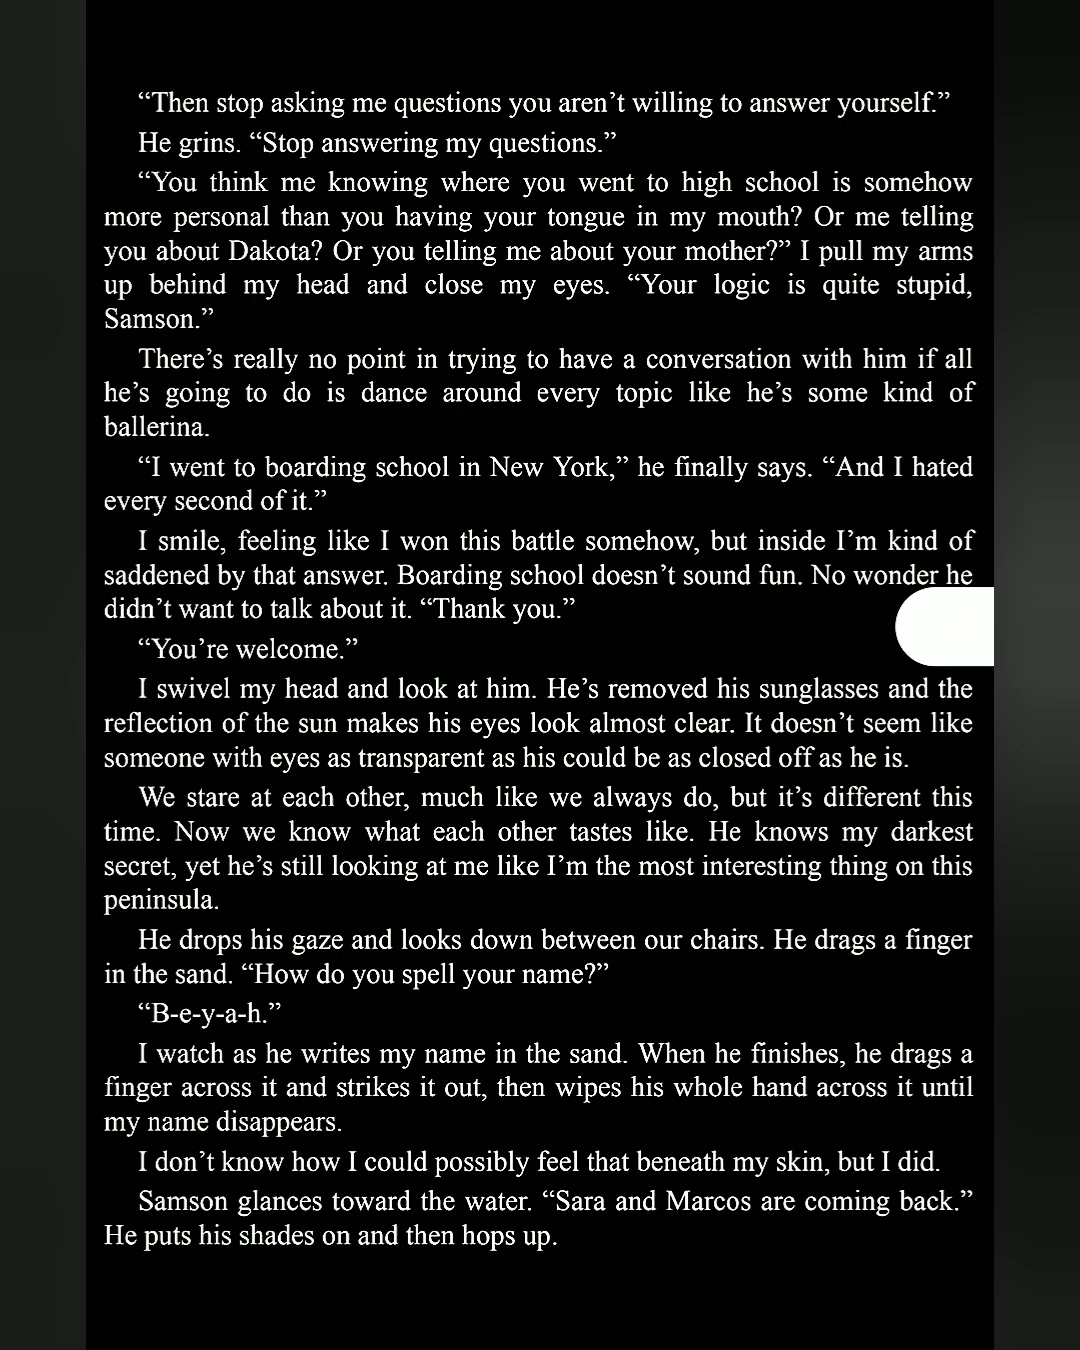 “Then stop asking me questions you aren’t willing to answer yourself.”
He grins. “Stop answering my questions.”
“You think me knowing where you went to high school is somehow
more personal than you having your tongue in my mouth? Or me telling
you about Dakota? Or you telling me about your mother?” I pull my arms
up behind my head and close my eyes. “Your logic is quite stupid,
Samson.”
There’s really no point in trying to have a conversation with him if all
he’s going to do is dance around every topic like he’s some kind of
ballerina.
“I went to boarding school in New York,” he finally says. “And I hated
every second of it.”
I smile, feeling like I won this battle somehow, but inside I’m kind of
saddened by that answer. Boarding school doesn’t sound fun. No wonder he
didn’t want to talk about it. “Thank you.”
“You’re welcome.”
I swivel my head and look at him. He’s removed his sunglasses and the
reflection of the sun makes his eyes look almost clear. It doesn’t seem like
someone with eyes as transparent as his could be as closed off as he is.
We stare at each other, much like we always do, but it’s different this
time. Now we know what each other tastes like. He knows my darkest
secret, yet he’s still looking at me like I’m the most interesting thing on this
peninsula.
He drops his gaze and looks down between our chairs. He drags a finger
in the sand. “How do you spell your name?”
“B-e-y-a-h.”
I watch as he writes my name in the sand. When he finishes, he drags a
finger across it and strikes it out, then wipes his whole hand across it until
my name disappears.
I don’t know how I could possibly feel that beneath my skin, but I did.
Samson glances toward the water. “Sara and Marcos are coming back.”
He puts his shades on and then hops up.